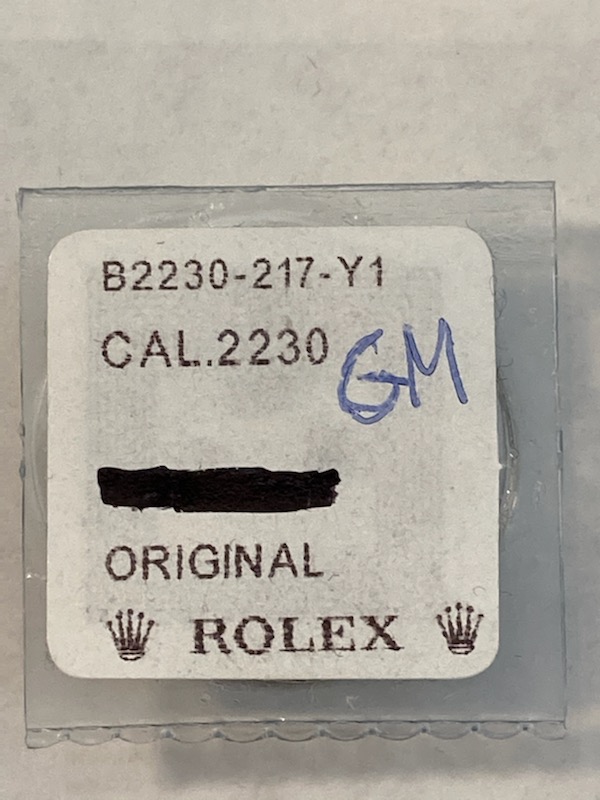 B2230-217-Y1
CAL.2230 GM
ORIGINAL
ROLEX